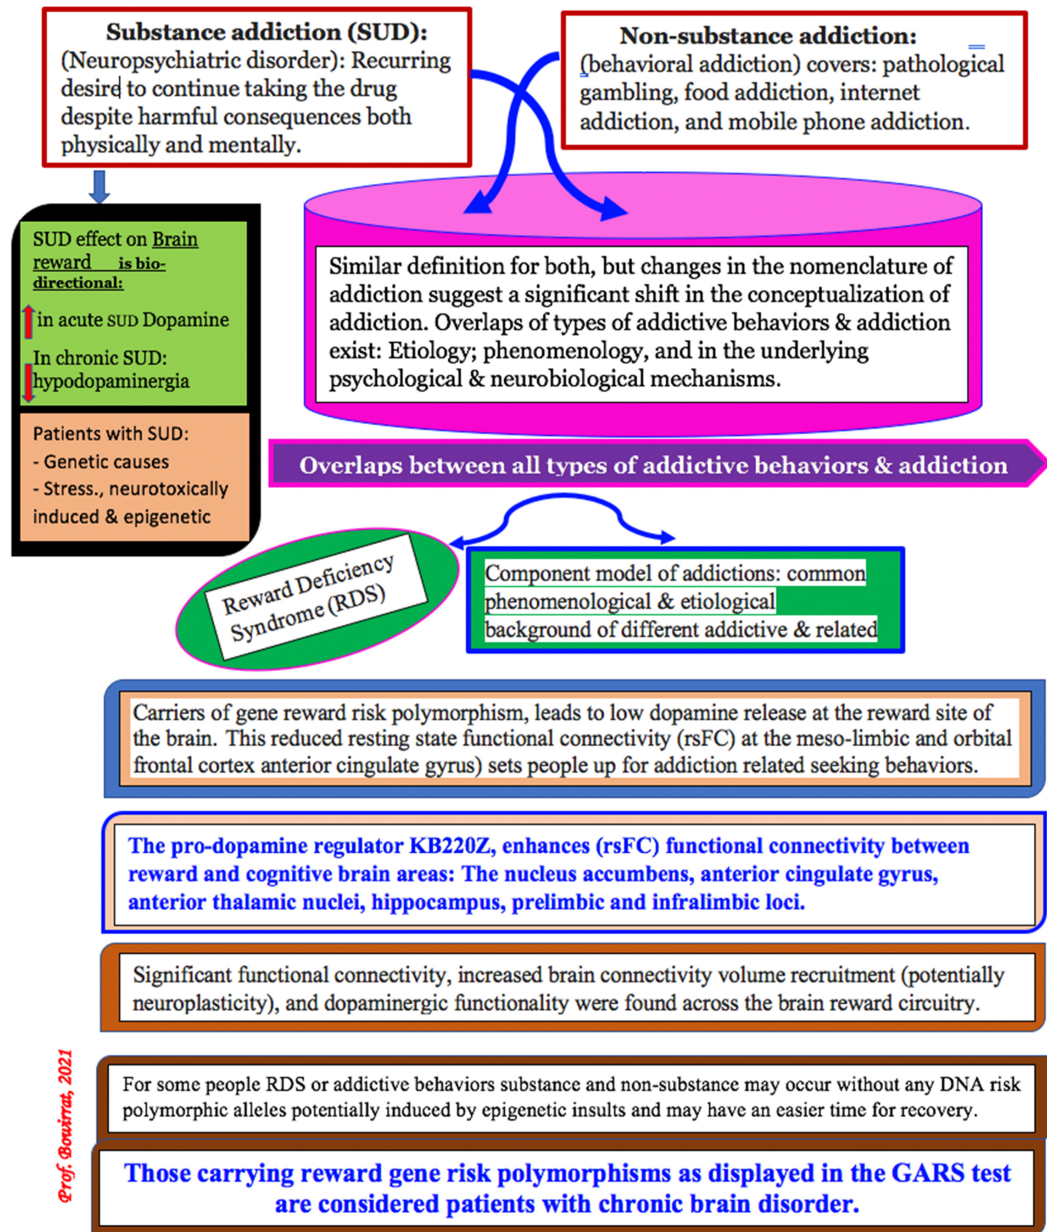 Substance addiction (SUD):
(Neuropsychiatric disorder): Recurring
desire to continue taking the drug
despite harmful consequences both
physically and mentally.
Non-substance addiction:
(behavioral addiction) covers: pathological
gambling, food addiction, internet
addiction, and mobile phone addiction.
SUD effect on Brain
reward is bio-
directional:
in acute SUD Dopamine
In chronic SUD:
hypodopaminergia
Patients with SUD:
- Genetic causes
- Stress., neurotoxically
induced & epigenetic
Similar definition for both, but changes in the nomenclature of
addiction suggest a significant shift in the conceptualization of
addiction. Overlaps of types of addictive behaviors & addiction
exist: Etiology; phenomenology, and in the underlying
psychological & neurobiological mechanisms.
Overlaps between all types of addictive behaviors & addiction
Reward Deficiency
Syndrome (RDS)
Component model of addictions: common
phenomenological & etiological
background of different addictive & related
Carriers of gene reward risk polymorphism, leads to low dopamine release at the reward site of
the brain. This reduced resting state functional connectivity (rsFC) at the meso-limbic and orbital
frontal cortex anterior cingulate gyrus) sets people up for addiction related seeking behaviors.
The pro-dopamine regulator KB220Z, enhances (rsFC) functional connectivity between
reward and cognitive brain areas: The nucleus accumbens, anterior cingulate gyrus,
anterior thalamic nuclei, hippocampus, prelimbic and infralimbic loci.
Significant functional connectivity, increased brain connectivity volume recruitment (potentially
neuroplasticity), and dopaminergic functionality were found across the brain reward circuitry.
For some people RDS or addictive behaviors substance and non-substance may occur without any DNA risk
polymorphic alleles potentially induced by epigenetic insults and may have an easier time for recovery.
Those carrying reward gene risk polymorphisms as displayed in the GARS test
are considered patients with chronic brain disorder.
Prof. Bowirrat, 2021